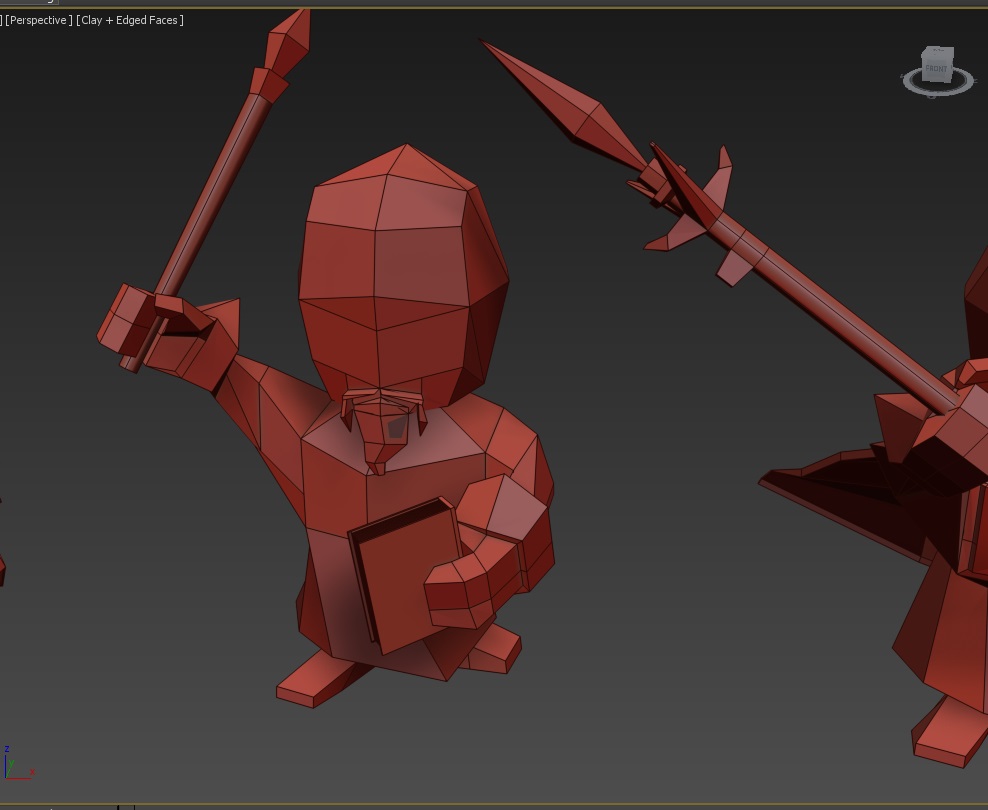 ] [Perspective ] [Clay + Edged Faces ]
FRONT
z
x